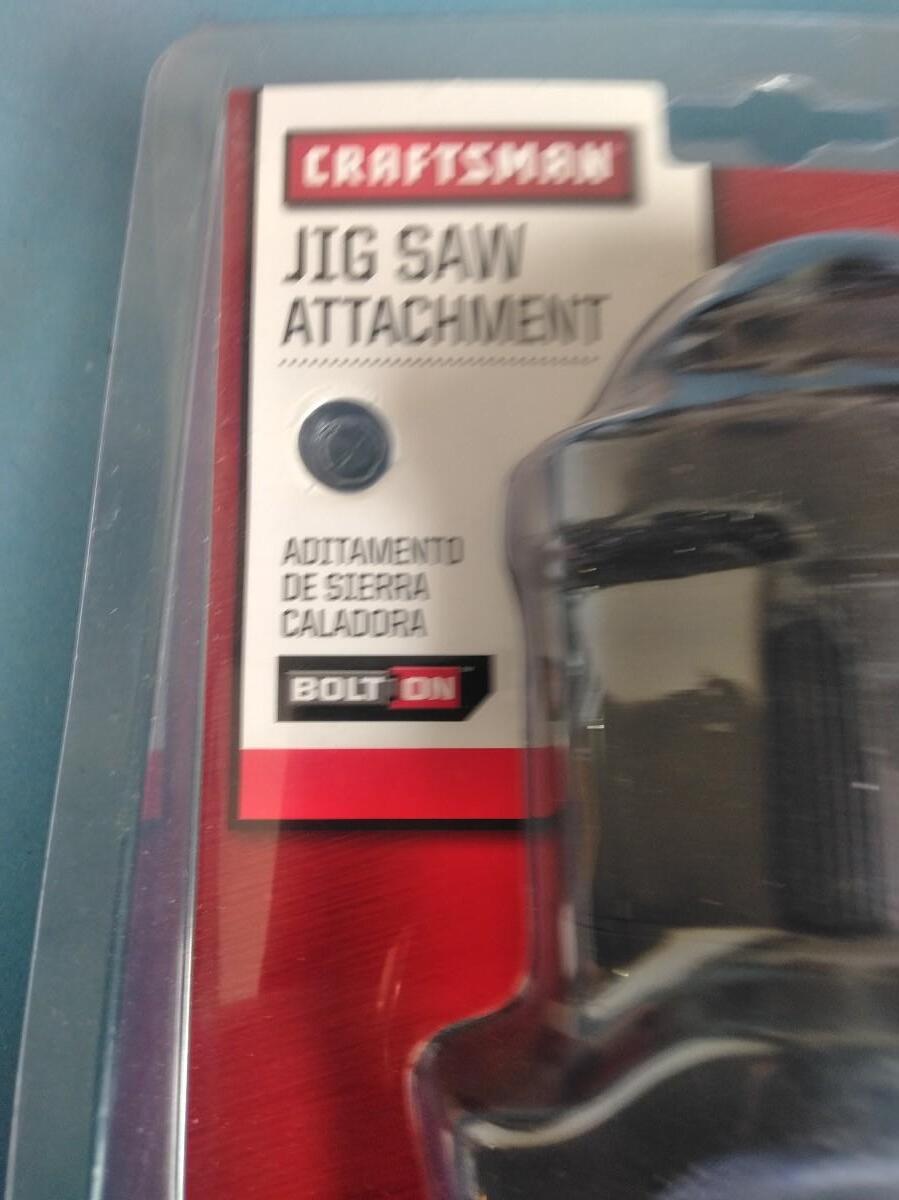 CRAFTSMAN
JIG SAW
ATTACHMENT
ADITAMENTO
DE SIERRA
CALADORA
BOLT ON